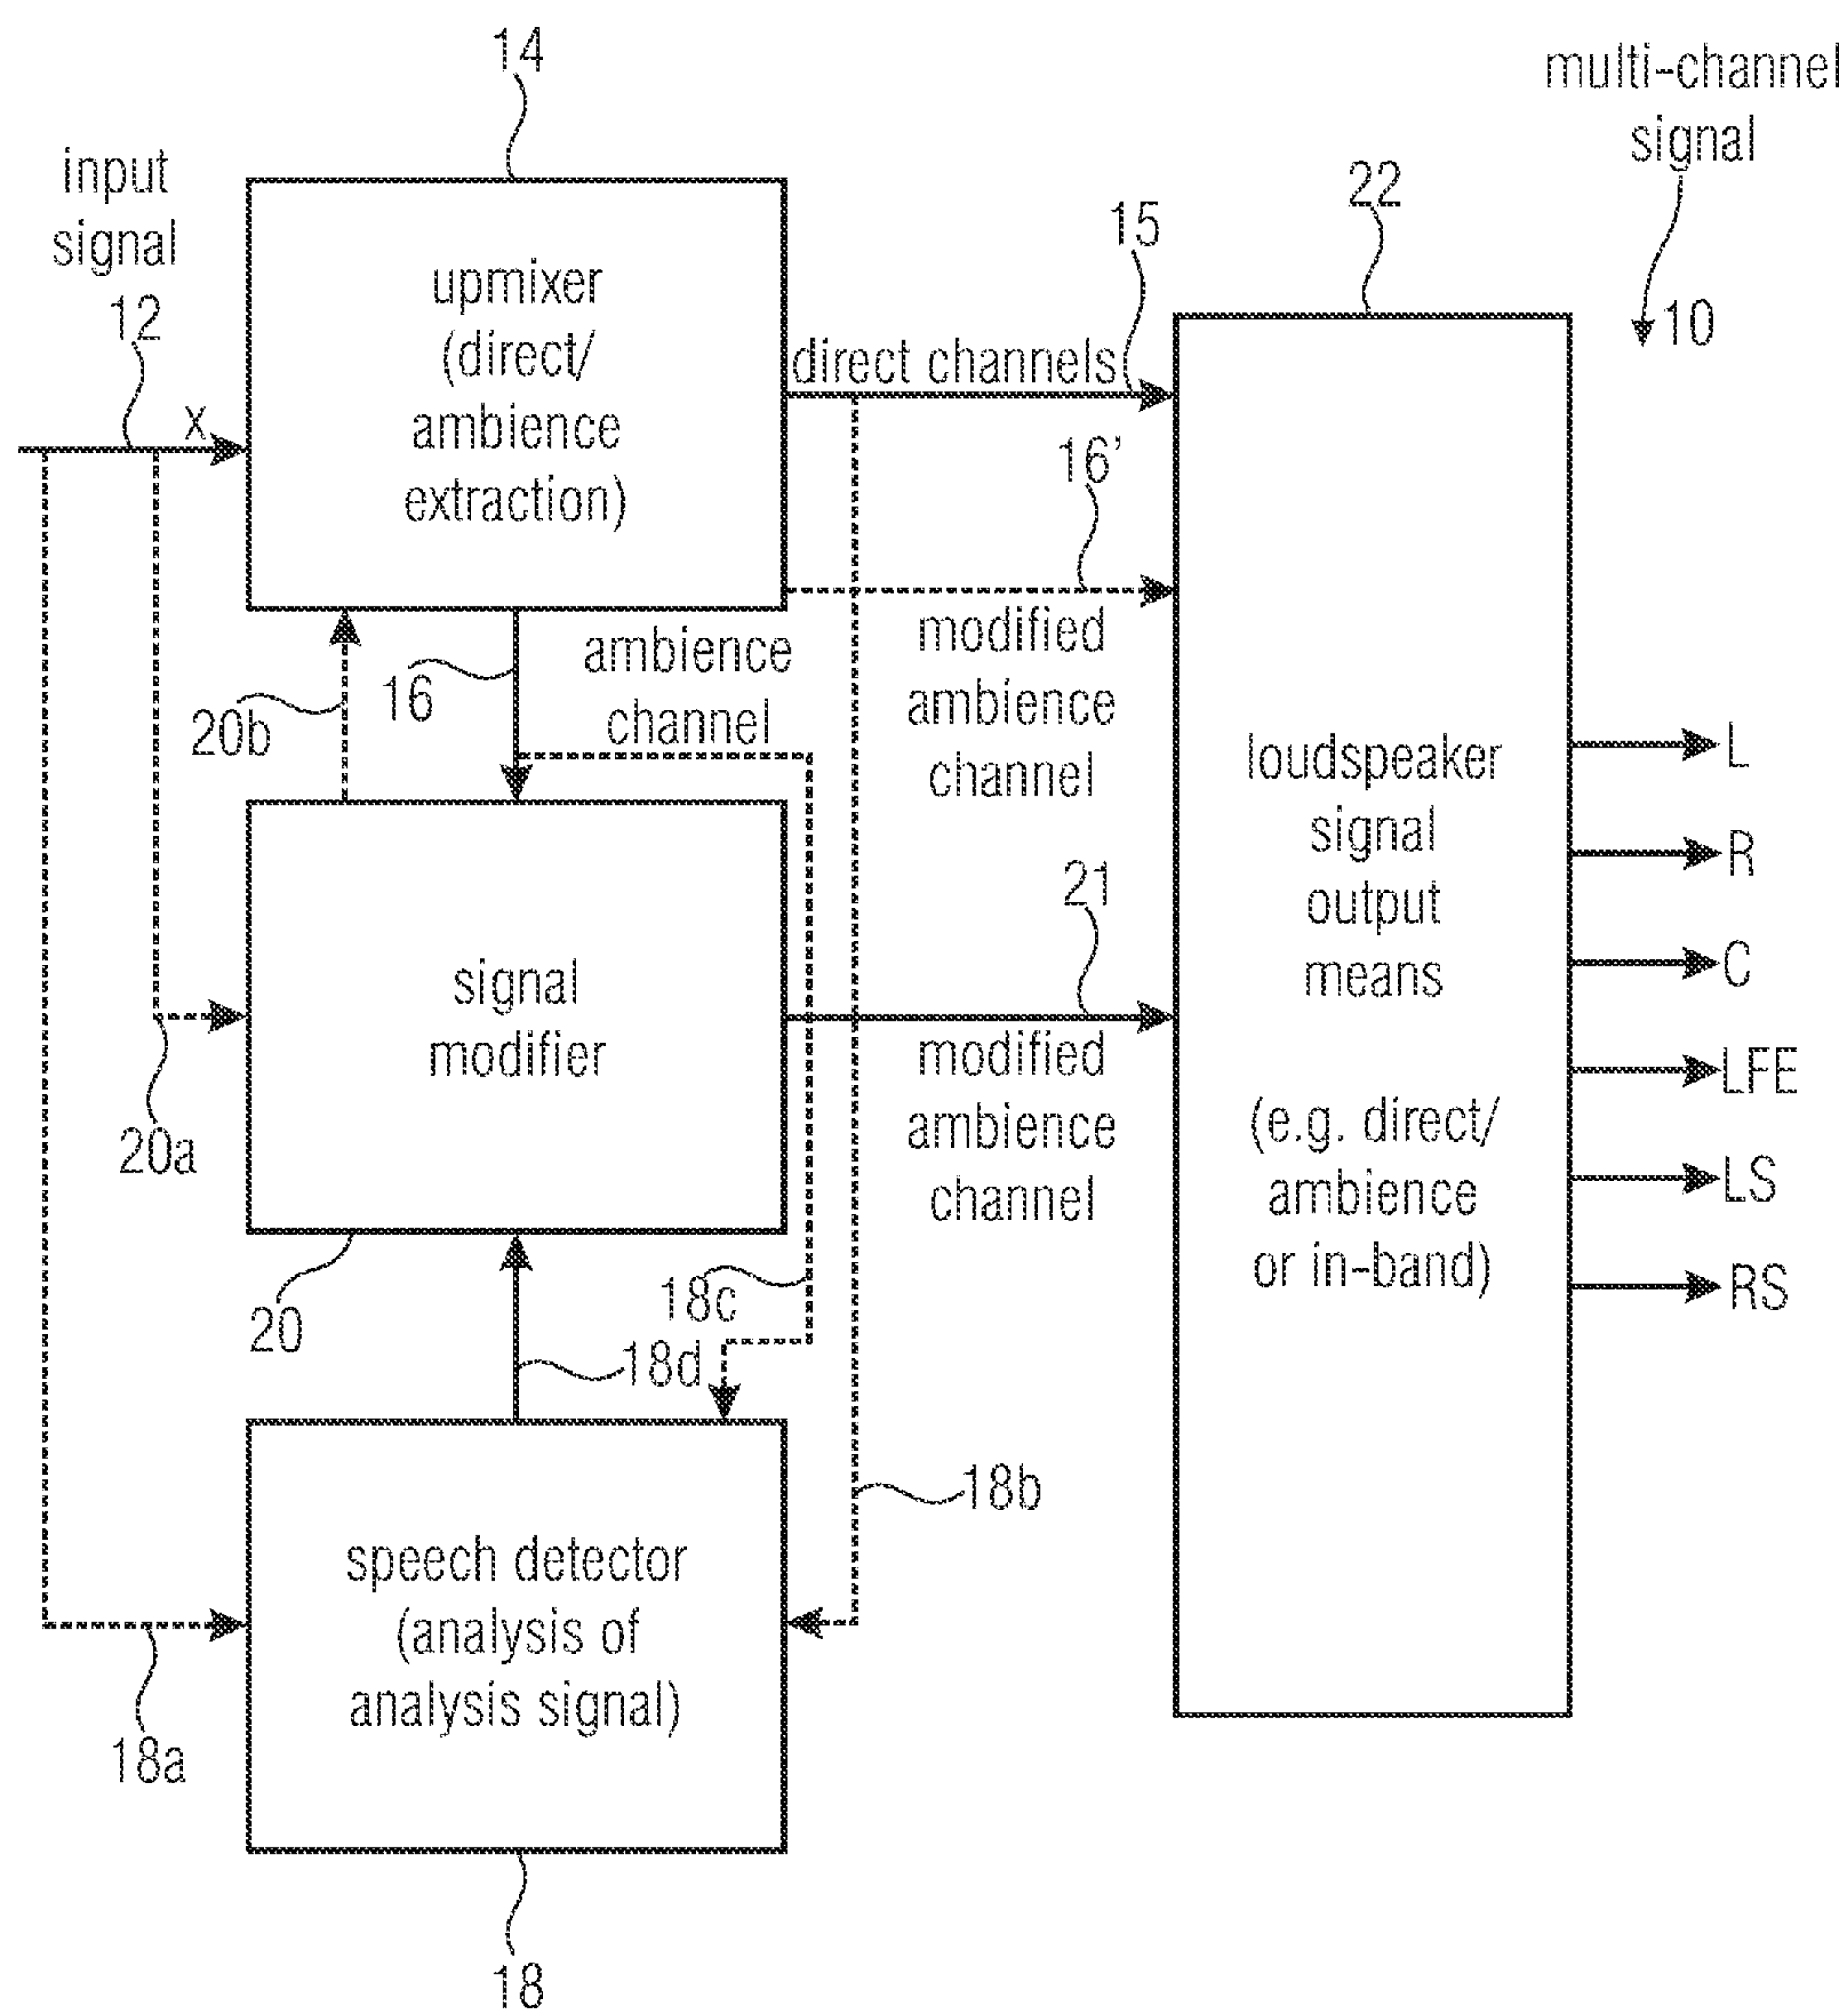 14
multi-channel
signal
input
signal
12
x
upmixer
(direct/
ambience
extraction)
15
22
10
direct channels
16'
modified
ambience
channel
20b
16
ambience
channel
loudspeaker
signal
output
means
(e.g. direct/
ambience
or in-band)
L
R
C
LFE
LS
RS
signal
modifier
21
modified
ambience
channel
20a
20
18c
18d
18b
speech detector
(analysis of
analysis signal)
18a
18